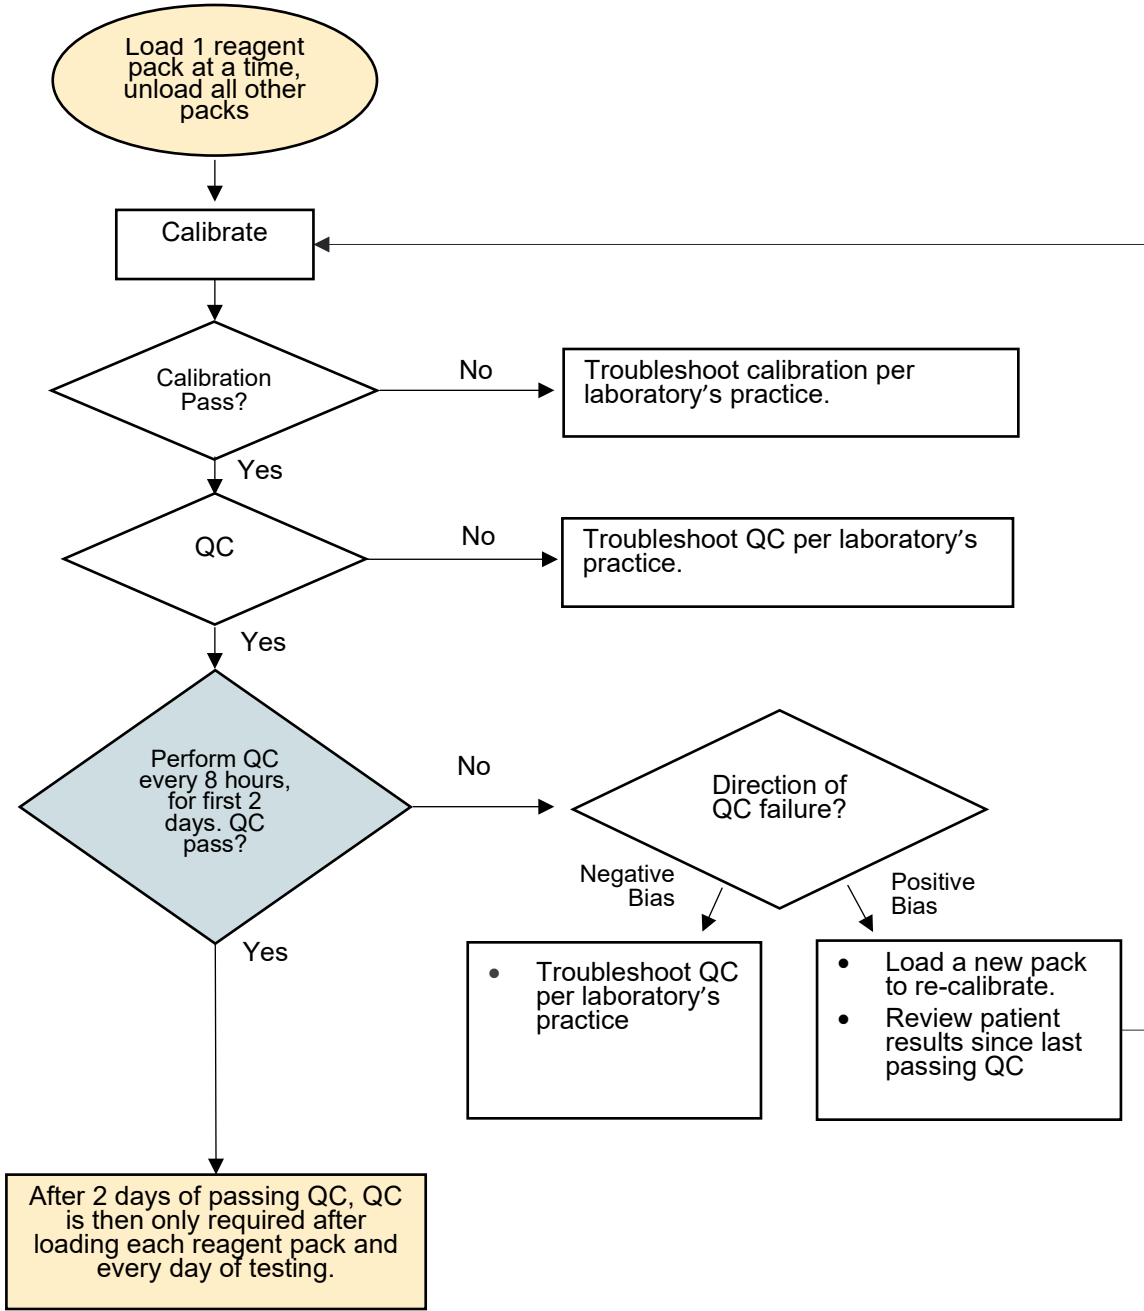 Load 1 reagent
pack at a time,
unload all other
packs
Calibrate
Calibration
Pass?
No
Troubleshoot calibration per
laboratory's practice.
Yes
QC
No
Troubleshoot QC per laboratory's
practice.
Yes
Perform QC
every 8 hours,
for first 2
days. QC
pass?
No
Direction of
QC failure?
Negative
Bias
Positive
Bias
Yes
• Troubleshoot QC
per laboratory's
practice
• Load a new pack
to re-calibrate.
• Review patient
results since last
passing QC
After 2 days of passing QC, QC
is then only required after
loading each reagent pack and
every day of testing.